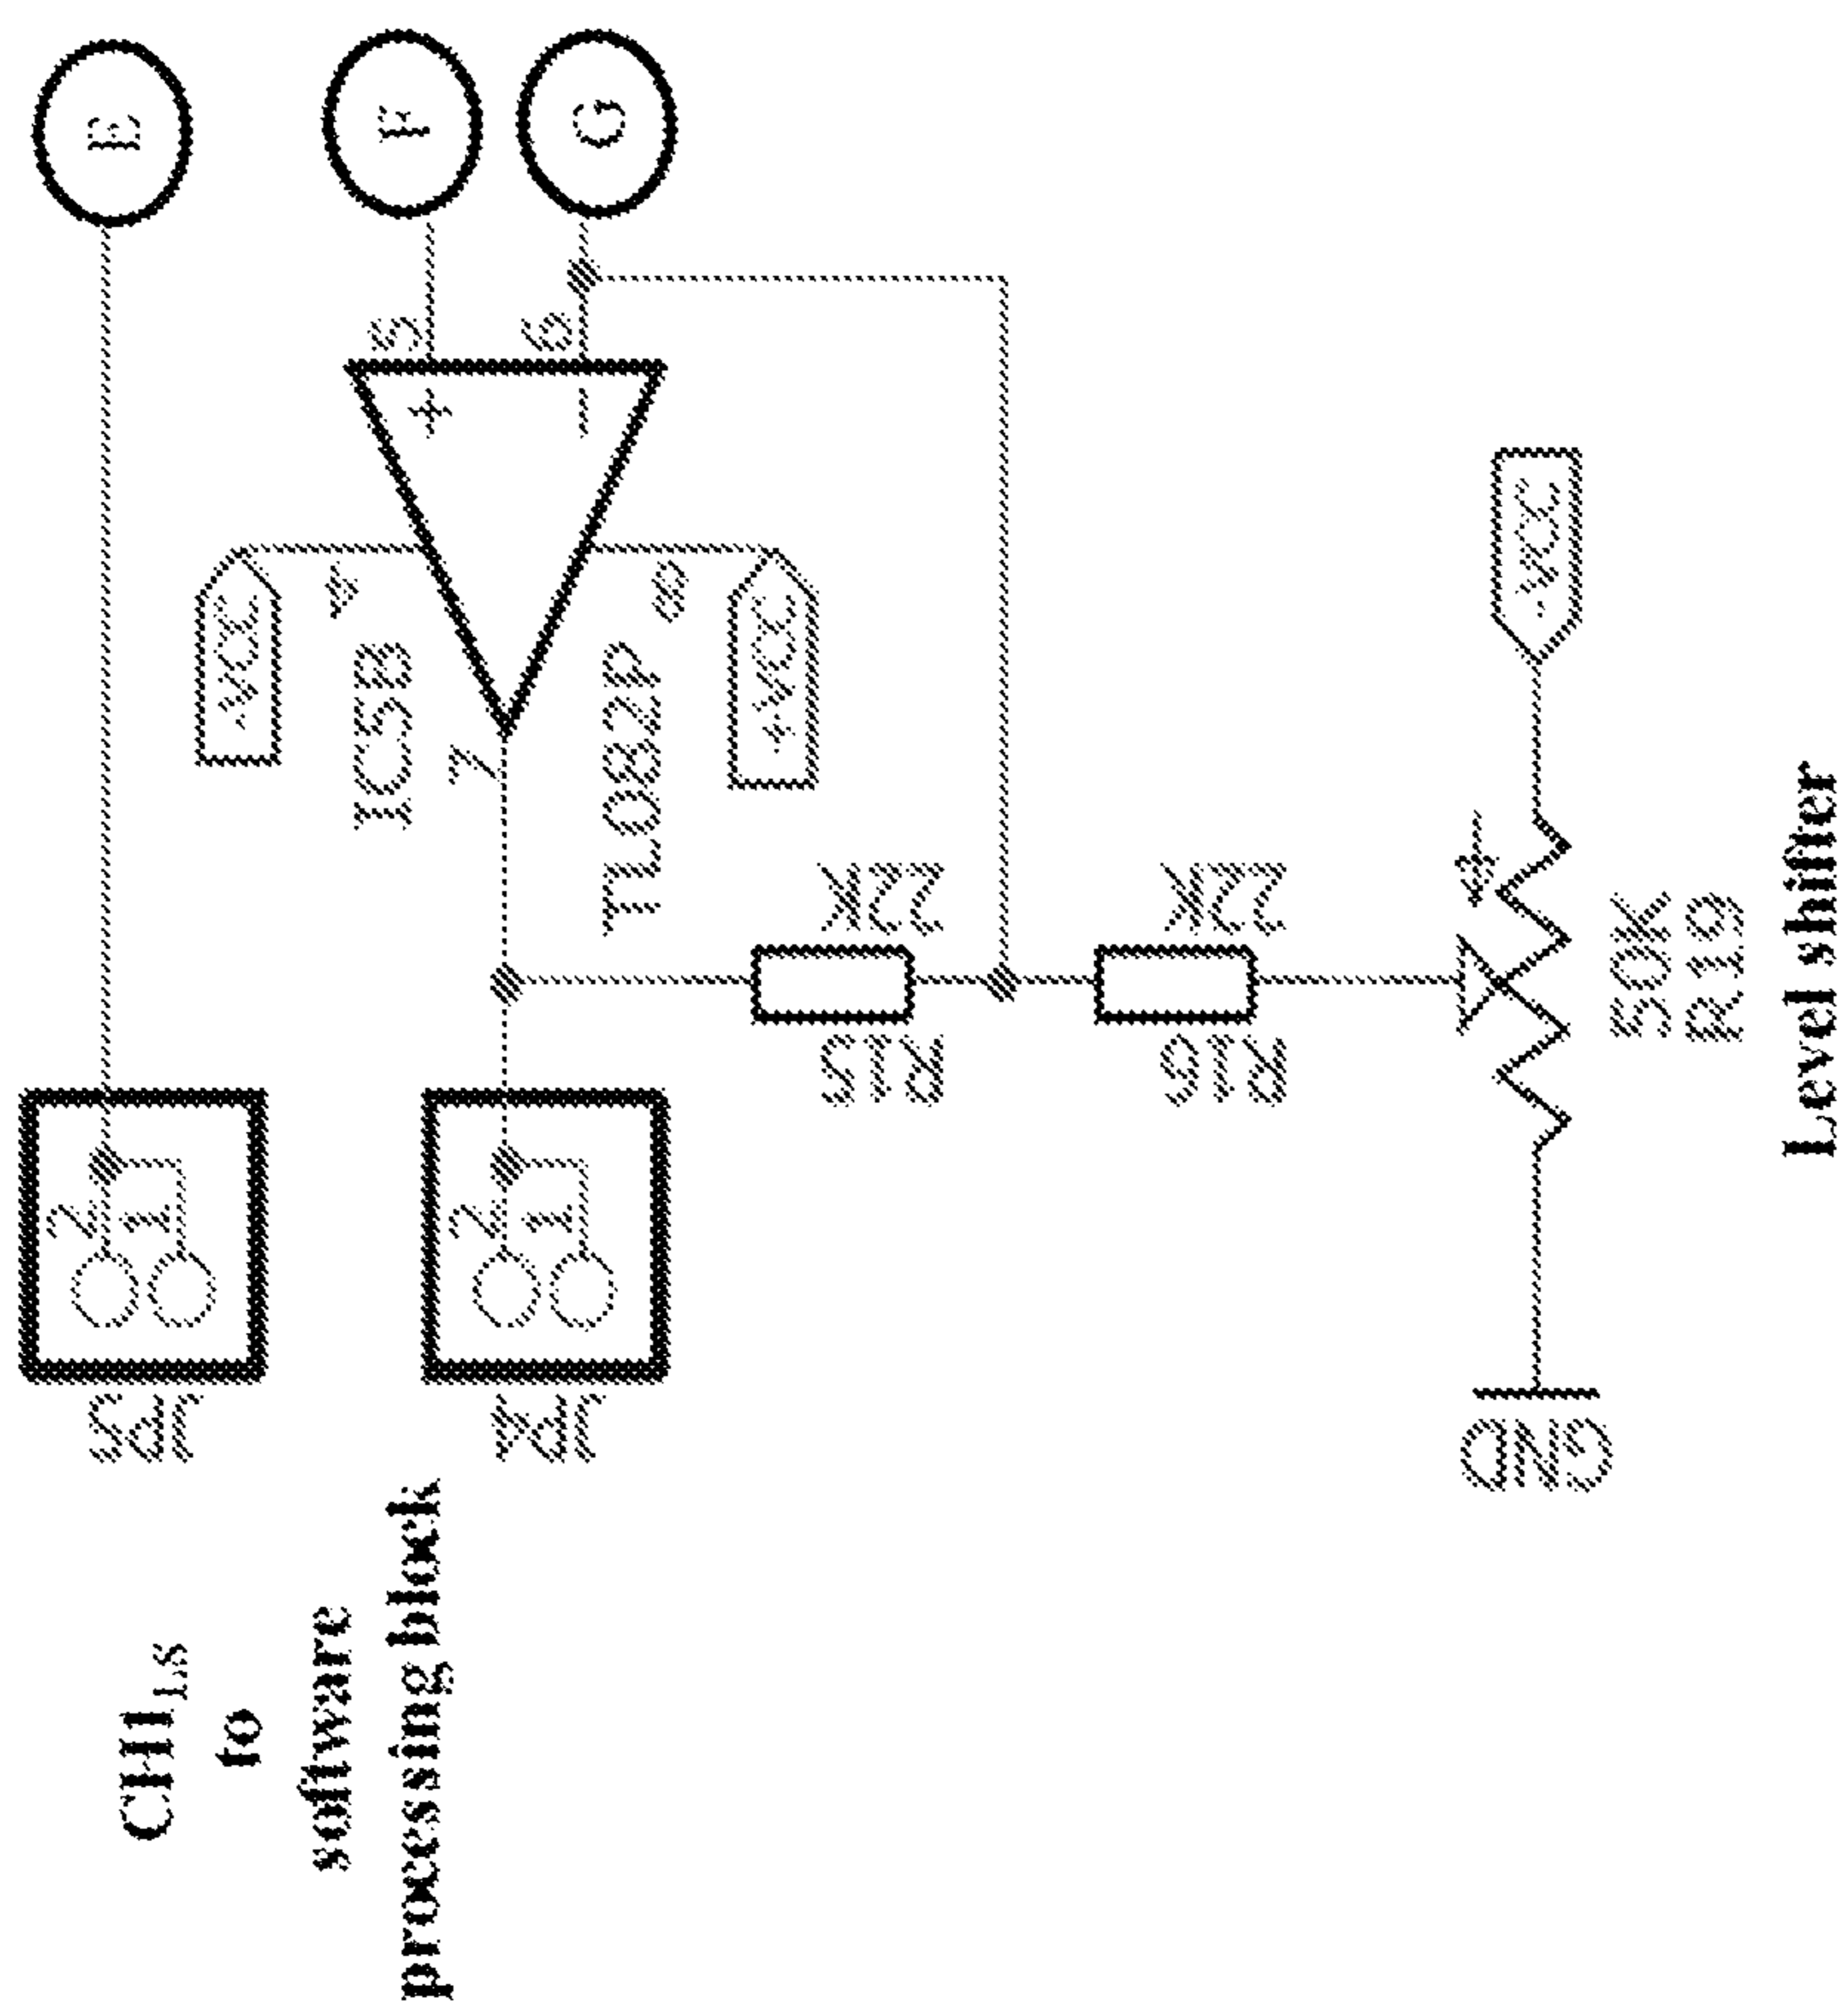 E
F
G
5
6
+
-VCC
4
8
+VCC
IC5B
7
TL082P
22K
R15
22K
R16
-VCC
50K
R19
Level shifter
GND
2
1
JP5
2
1
JP4
CH1LS
to
software
processing block